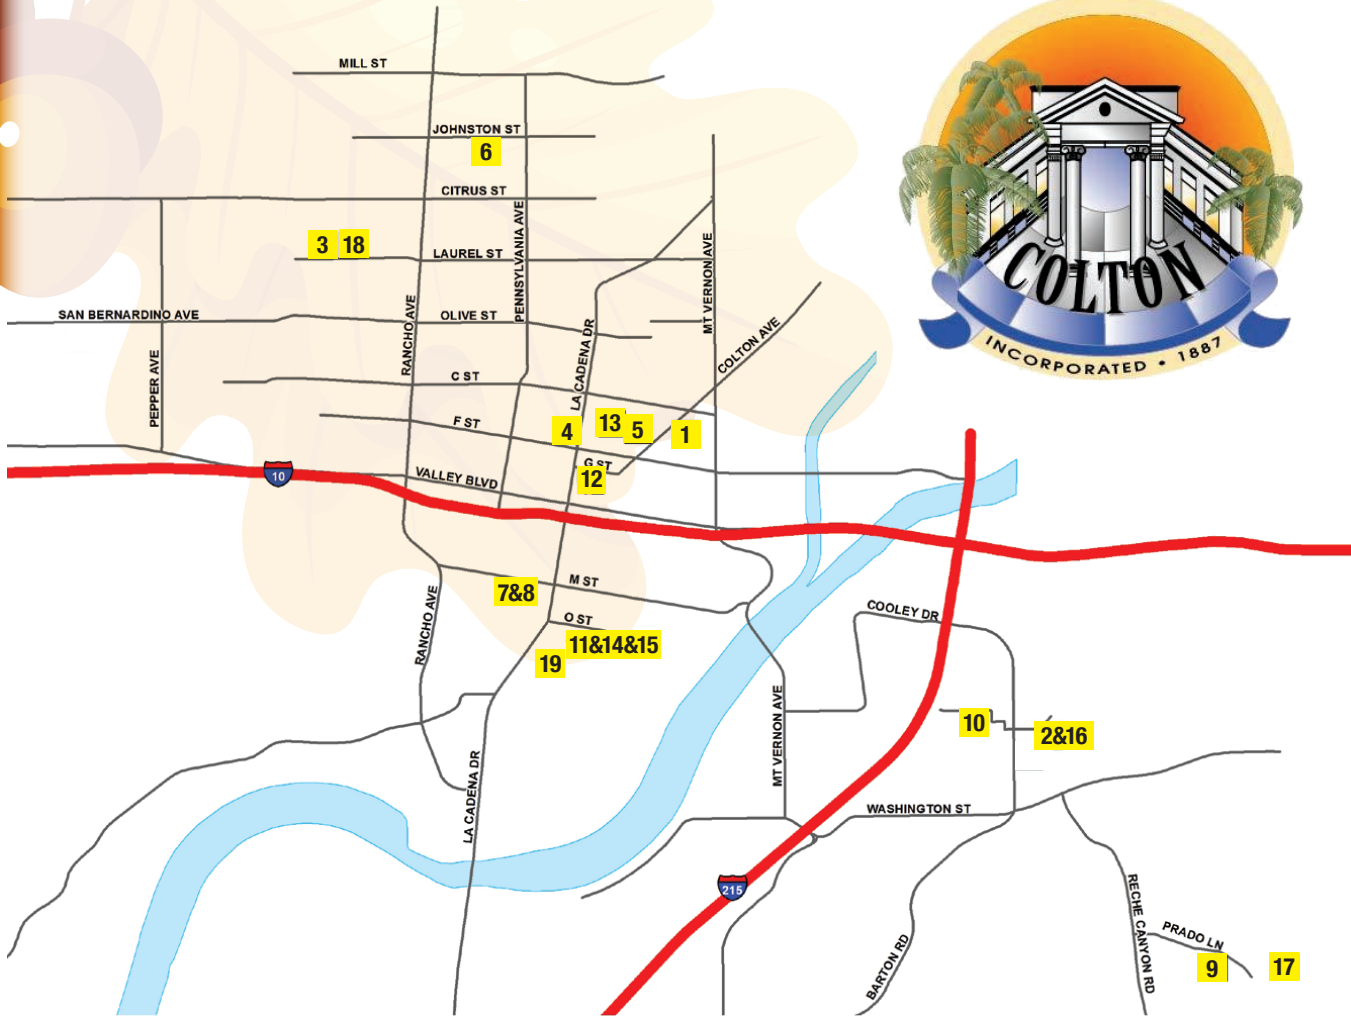 MILL ST
JOHNSTON ST
6
CITRUS ST
PENNSYLVANIA AVE
3 18
LAUREL ST
MT VERNON AVE
COLTON
INCORPORATED • 1887
SAN BERNARDINO AVE
OLIVE ST
RANCHO AVE
PEPPER AVE
LA CADENA DR
COLTON AVE
C ST
F ST
4
13
5
1
G ST
12
10
VALLEY BLVD
7&8
M ST
RANCHO AVE
O ST
11&14&15
19
COOLEY DR
MT VERNON AVE
10
2&16
LA CADENA DR
WASHINGTON ST
215
RECHE CANYON RD
BARTON RD
PRADO LN
9
17